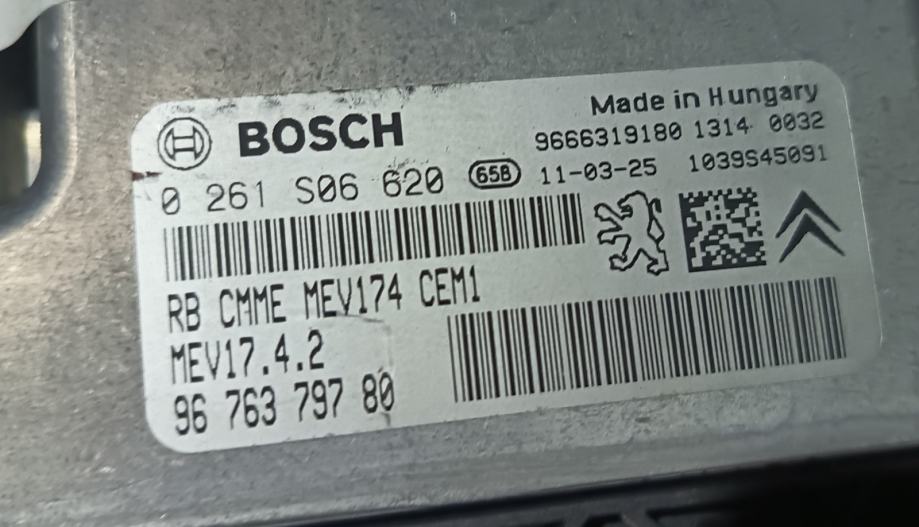 Made in Hungary
BOSCH
9666319180 1314 0032
0 261 S06 620 65B 11-03-25 1039S45091
RB CMME MEV174 CEM1
MEV17.4.2
96 763 797 80